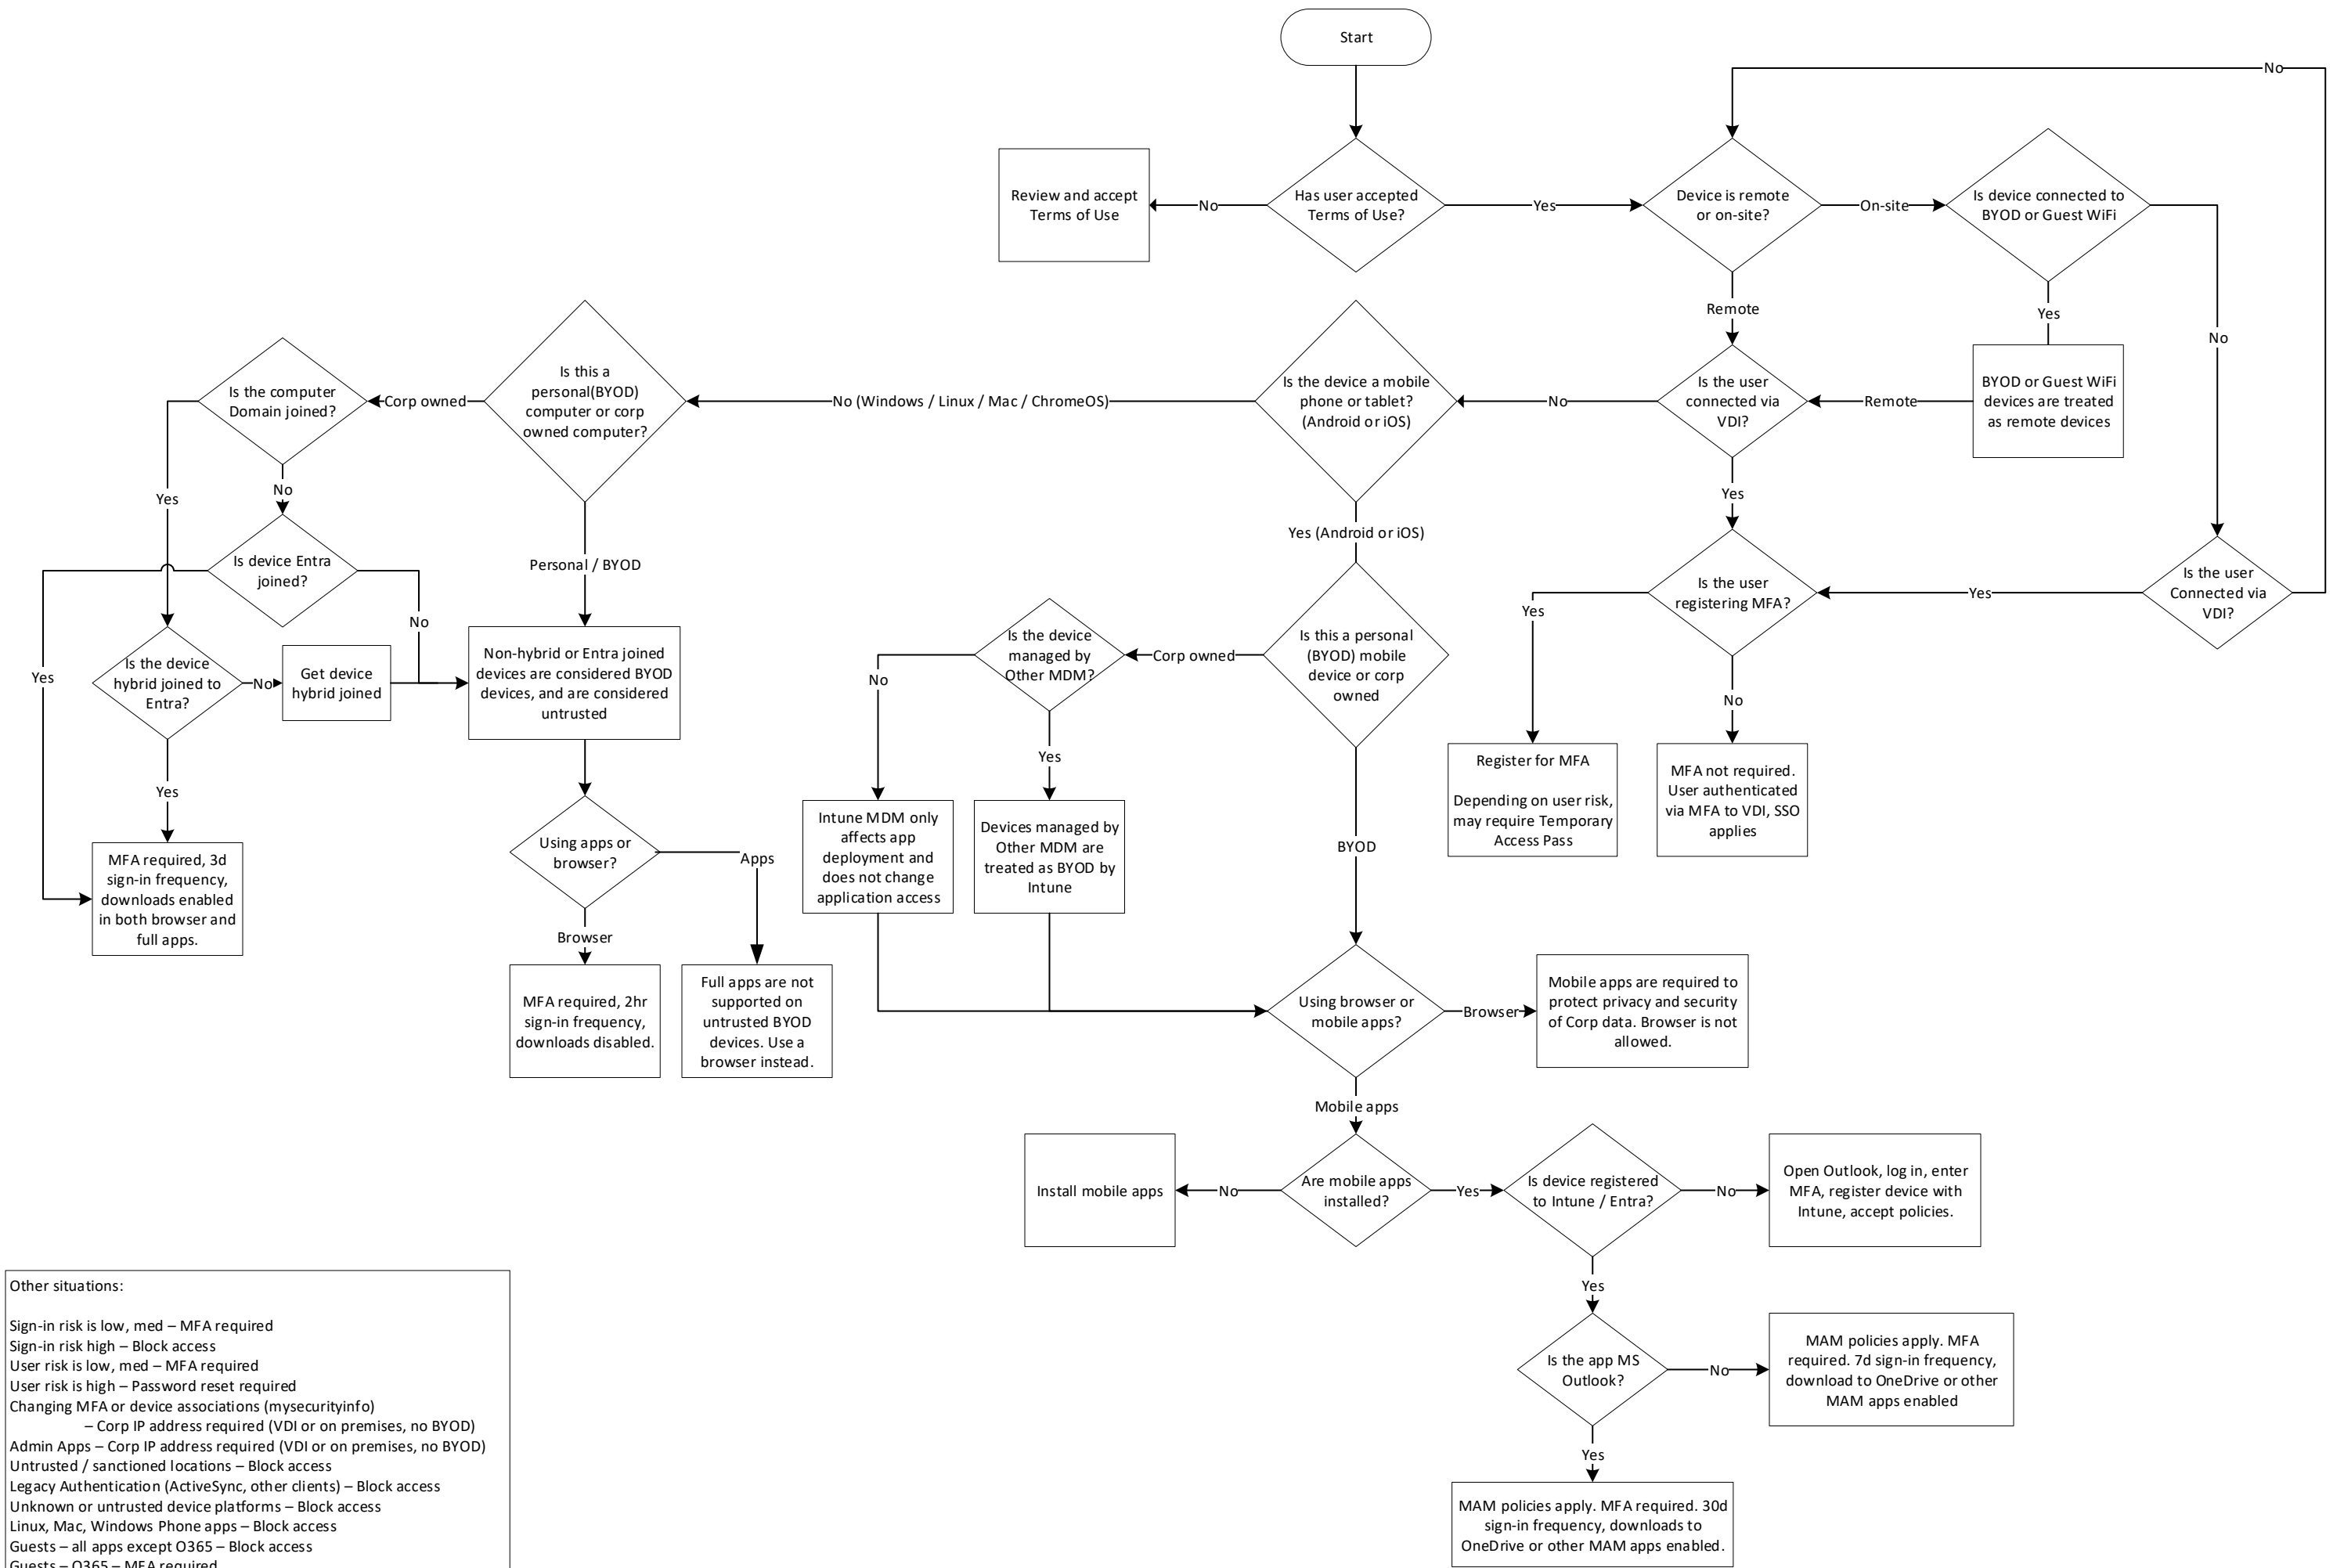 Start
No
Review and accept
Terms of Use
No
Has user accepted
Terms of Use?
Yes
Device is remote
or on-site?
On-site
Is device connected to
BYOD or Guest WiFi
Remote
Yes
No
Is the computer
Domain joined?
Corp owned
Is this a
personal(BYOD)
computer or corp
owned computer?
No (Windows / Linux / Mac / ChromeOS)
Is the device a mobile
phone or tablet?
(Android or iOS)
No
Is the user
connected via
VDI?
Remote
BYOD or Guest WiFi
devices are treated
as remote devices
Yes
No
Yes
Yes (Android or iOS)
Is device Entra
joined?
Personal / BYOD
Is the user
registering MFA?
Yes
Is the user
Connected via
VDI?
Yes
No
Yes
Is the device
hybrid joined to
Entra?
No
Get device
hybrid joined
Non-hybrid or Entra joined
devices are considered BYOD
devices, and are considered
untrusted
No
Is the device
managed by
Other MDM?
Corp owned
Is this a personal
(BYOD) mobile
device or corp
owned
No
Yes
Yes
Register for MFA
Depending on user risk,
may require Temporary
Access Pass
MFA not required.
User authenticated
via MFA to VDI, SSO
applies
MFA required, 3d
sign-in frequency,
downloads enabled
in both browser and
full apps.
Using apps or
browser?
Apps
Intune MDM only
affects app
deployment and
does not change
application access
Devices managed by
Other MDM are
treated as BYOD by
Intune
BYOD
Browser
MFA required, 2hr
sign-in frequency,
downloads disabled.
Full apps are not
supported on
untrusted BYOD
devices. Use a
browser instead.
Using browser or
mobile apps?
Browser
Mobile apps are required to
protect privacy and security
of Corp data. Browser is not
allowed.
Mobile apps
Install mobile apps
No
Are mobile apps
installed?
Yes
Is device registered
to Intune / Entra?
No
Open Outlook, log in, enter
MFA, register device with
Intune, accept policies.
Yes
Is the app MS
Outlook?
No
MAM policies apply. MFA
required. 7d sign-in frequency,
download to OneDrive or other
MAM apps enabled
Yes
MAM policies apply. MFA required. 30d
sign-in frequency, downloads to
OneDrive or other MAM apps enabled.
Other situations:
Sign-in risk is low, med – MFA required
Sign-in risk high – Block access
User risk is low, med – MFA required
User risk is high – Password reset required
Changing MFA or device associations (mysecurityinfo)
– Corp IP address required (VDI or on premises, no BYOD)
Admin Apps – Corp IP address required (VDI or on premises, no BYOD)
Untrusted / sanctioned locations – Block access
Legacy Authentication (ActiveSync, other clients) – Block access
Unknown or untrusted device platforms – Block access
Linux, Mac, Windows Phone apps – Block access
Guests – all apps except O365 – Block access
Guests – O365 – MFA required